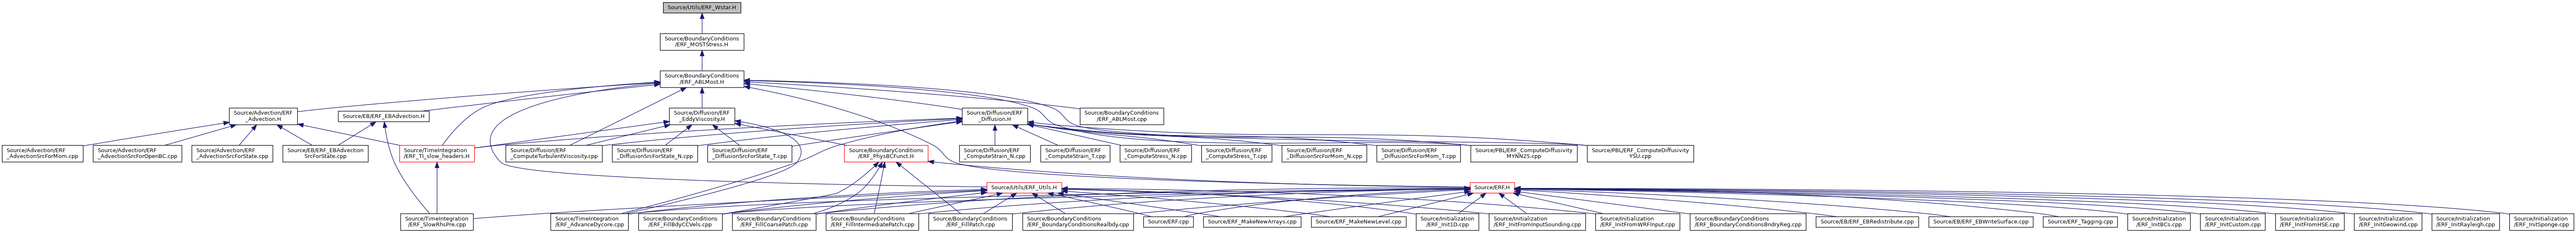 Source/Utils/ERF_Wstar.H
Source/BoundaryConditions
/ERF_MOSTStress.H
Source/BoundaryConditions
/ERF_ABLMost.H
Source/Advection/ERF
_Advection.H
Source/EB/ERF_EBAdvection.H
Source/Diffusion/ERF
_EddyViscosity.H
Source/Diffusion/ERF
_Diffusion.H
Source/BoundaryConditions
/ERF_ABLMost.cpp
Source/Advection/ERF
_AdvectionSrcForMom.cpp
Source/Advection/ERF
_AdvectionSrcForOpenBC.cpp
Source/Advection/ERF
_AdvectionSrcForState.cpp
Source/EB/ERF_EBAdvection
SrcForState.cpp
Source/TimeIntegration
/ERF_TI_slow_headers.H
Source/Diffusion/ERF
_ComputeTurbulentViscosity.cpp
Source/Diffusion/ERF
_DiffusionSrcForState_N.cpp
Source/Diffusion/ERF
_DiffusionSrcForState_T.cpp
Source/BoundaryConditions
/ERF_PhysBCFunct.H
Source/Diffusion/ERF
_ComputeStrain_N.cpp
Source/Diffusion/ERF
_ComputeStrain_T.cpp
Source/Diffusion/ERF
_ComputeStress_N.cpp
Source/Diffusion/ERF
_ComputeStress_T.cpp
Source/Diffusion/ERF
_DiffusionSrcForMom_N.cpp
Source/Diffusion/ERF
_DiffusionSrcForMom_T.cpp
Source/PBL/ERF_ComputeDiffusivity
MYNN25.cpp
Source/PBL/ERF_ComputeDiffusivity
YSU.cpp
Source/Utils/ERF_Utils.H
Source/ERF.H
Source/TimeIntegration
/ERF_SlowRhsPre.cpp
Source/TimeIntegration
/ERF_AdvanceDycore.cpp
Source/BoundaryConditions
/ERF_FillBdyCCVels.cpp
Source/BoundaryConditions
/ERF_FillCoarsePatch.cpp
Source/BoundaryConditions
/ERF_FillIntermediatePatch.cpp
Source/BoundaryConditions
/ERF_FillPatch.cpp
Source/BoundaryConditions
/ERF_BoundaryConditionsRealbdy.cpp
Source/ERF.cpp
Source/ERF_MakeNewArrays.cpp
Source/ERF_MakeNewLevel.cpp
Source/Initialization
/ERF_Init1D.cpp
Source/Initialization
/ERF_InitFromInputSounding.cpp
Source/Initialization
/ERF_InitFromWRFInput.cpp
Source/BoundaryConditions
/ERF_BoundaryConditionsBndryReg.cpp
Source/EB/ERF_EBRedistribute.cpp
Source/EB/ERF_EBWriteSurface.cpp
Source/ERF_Tagging.cpp
Source/Initialization
/ERF_InitBCs.cpp
Source/Initialization
/ERF_InitCustom.cpp
Source/Initialization
/ERF_InitFromHSE.cpp
Source/Initialization
/ERF_InitGeowind.cpp
Source/Initialization
/ERF_InitRayleigh.cpp
Source/Initialization
/ERF_InitSponge.cpp